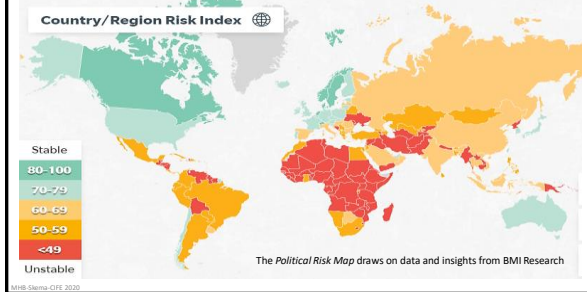 Country/Region Risk Index
Stable
80-100
70-79
60-69
50-59
<49
Unstable
The Political Risk Map draws on data and insights from BMI Research
MHB-Skema-CIFE 2020